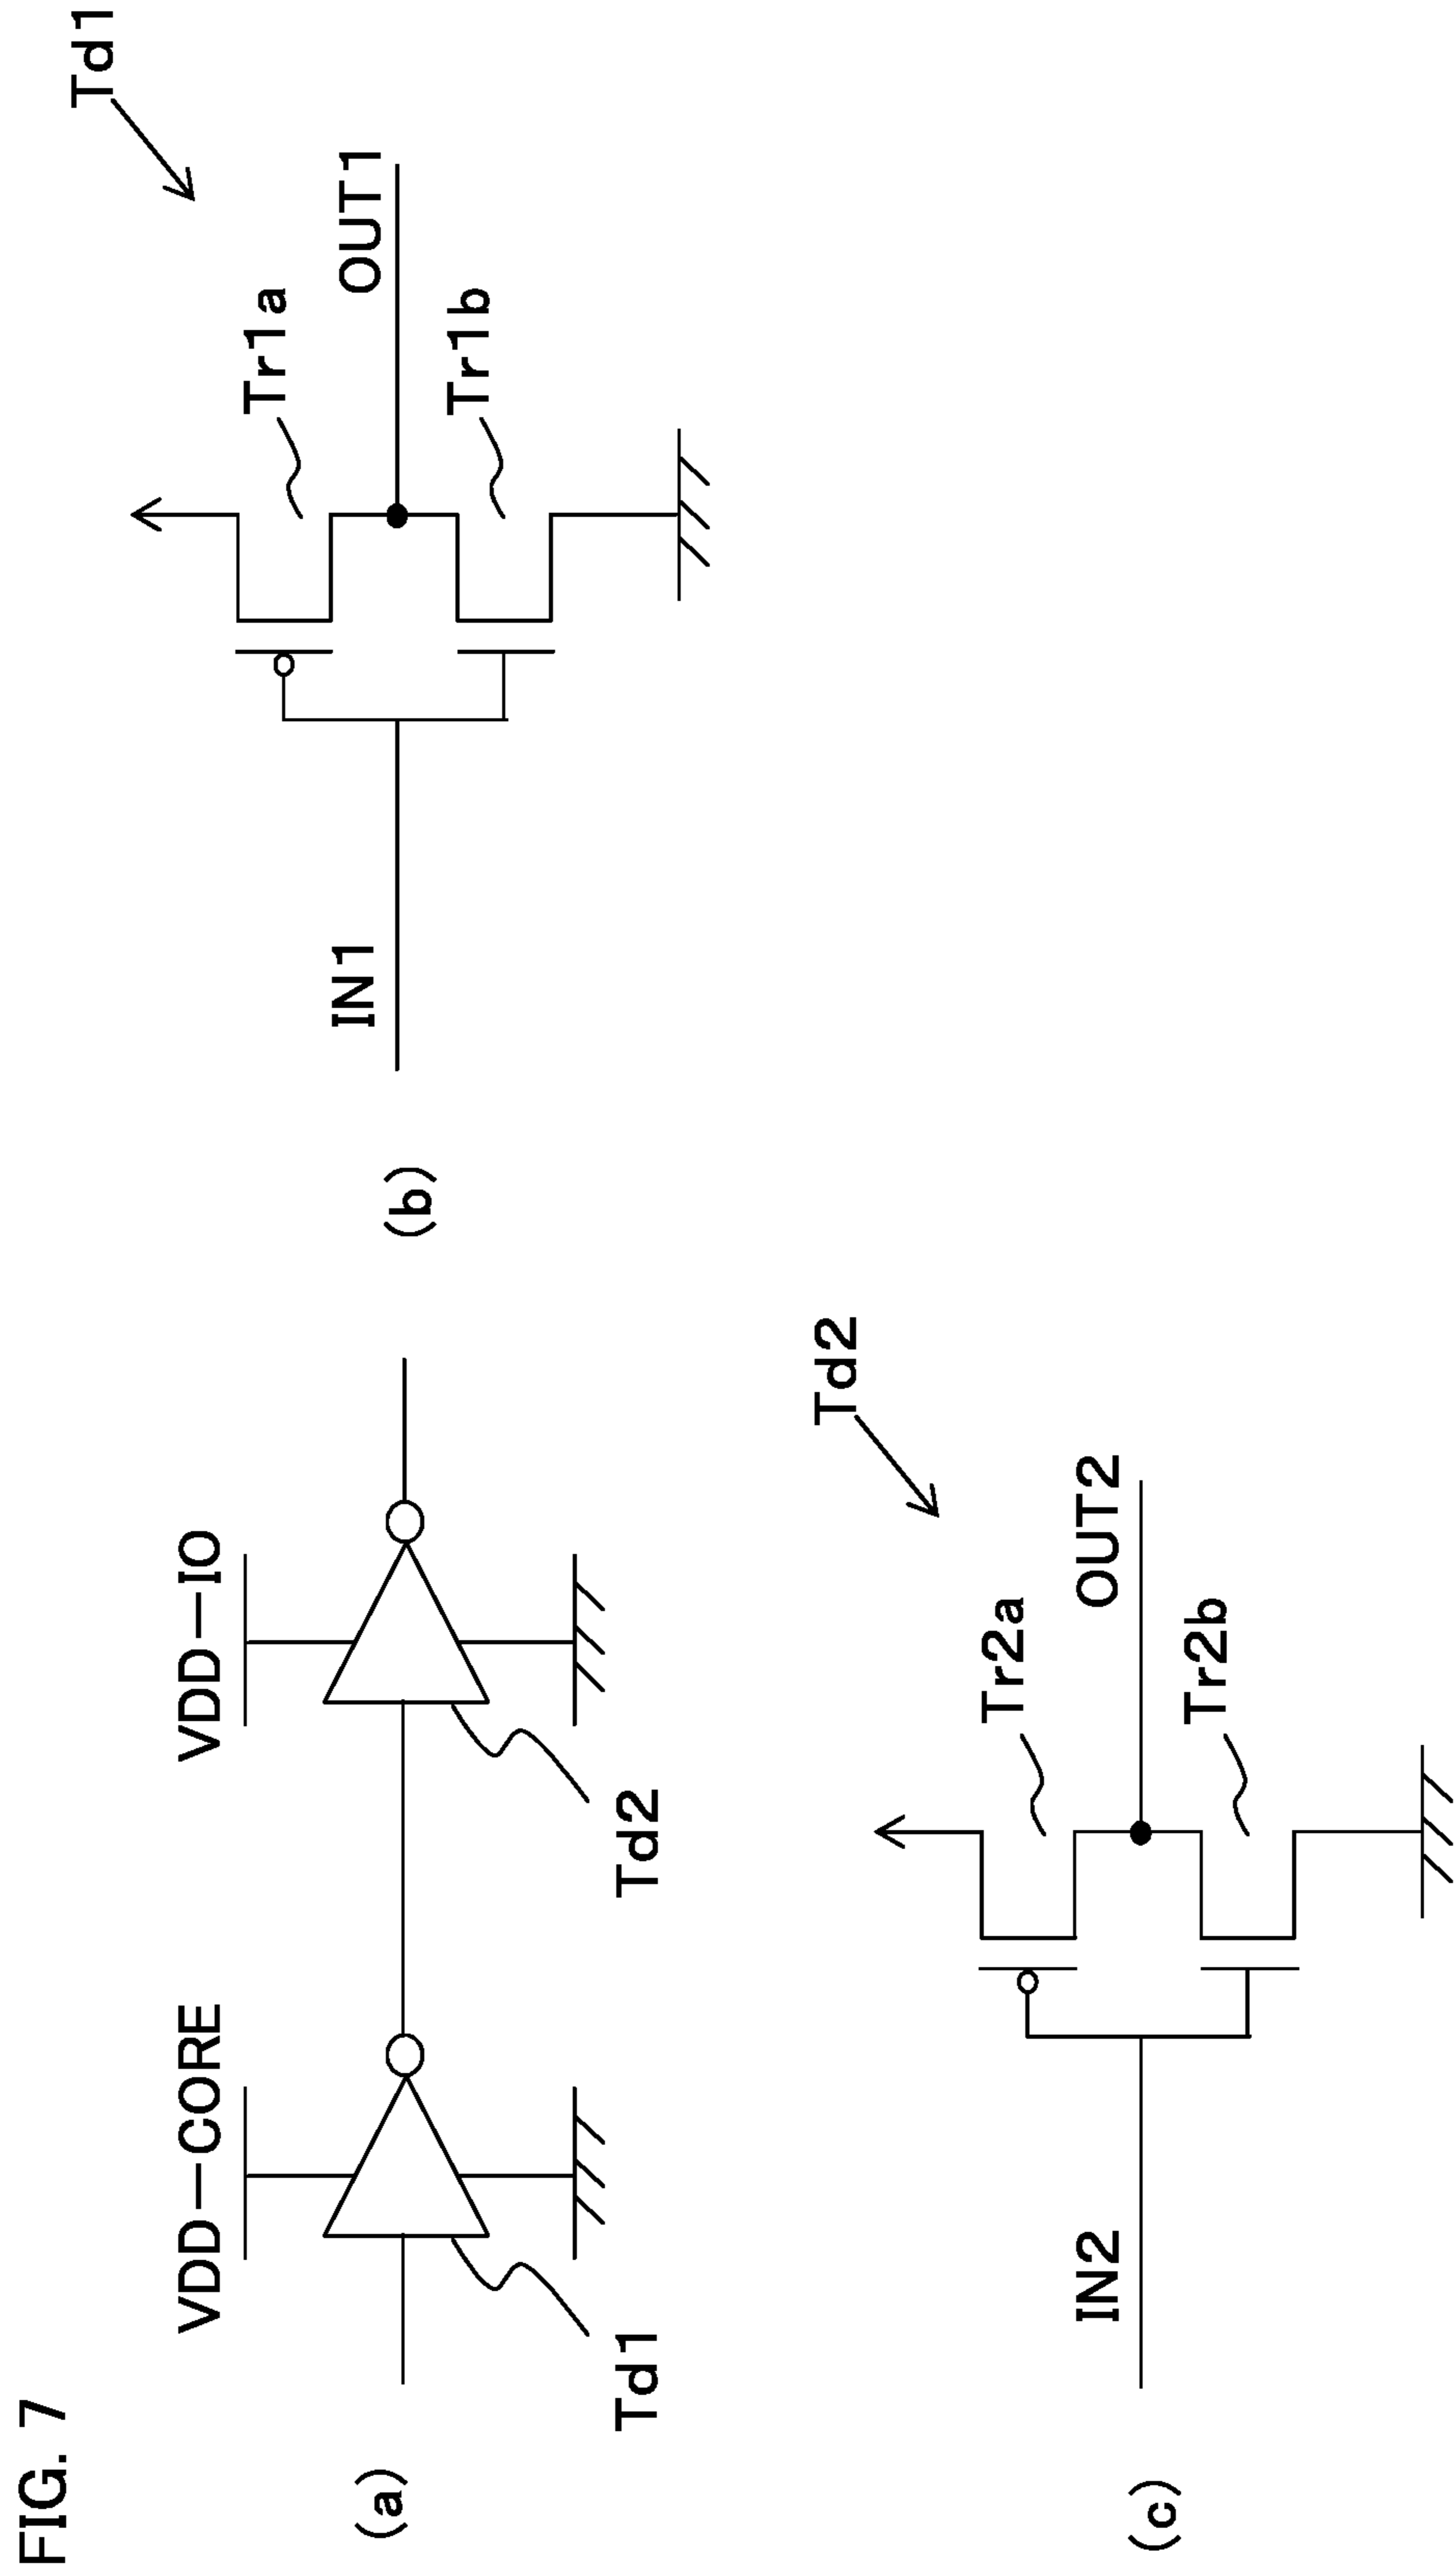 FIG. 7
(a)
VDD-CORE
VDD-IO
Td1
Td2
(b)
Td1
Tr1a
OUT1
IN1
Tr1b
(c)
Td2
Tr2a
OUT2
IN2
Tr2b